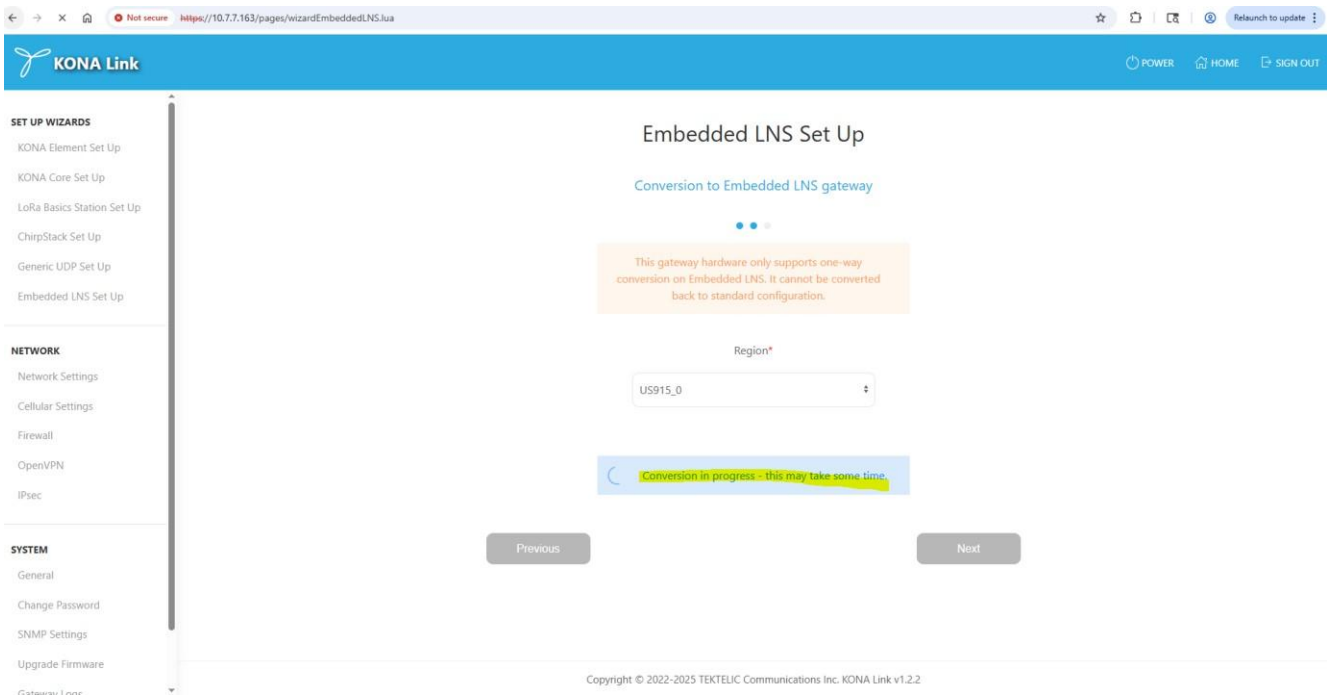 Not secure https://10.7.7.163/pages/wizardEmbeddedLNS.lua Relaunch to update
KONA Link POWER HOME SIGN OUT
SET UP WIZARDS
KONA Element Set Up
KONA Core Set Up
LoRa Basics Station Set Up
ChirpStack Set Up
Generic UDP Set Up
Embedded LNS Set Up
NETWORK
Network Settings
Cellular Settings
Firewall
OpenVPN
IPsec
SYSTEM
General
Change Password
SNMP Settings
Upgrade Firmware
Gateway Logs
Embedded LNS Set Up
Conversion to Embedded LNS gateway
This gateway hardware only supports one-way
conversion on Embedded LNS. It cannot be converted
back to standard configuration.
Region*
US915_0
Conversion in progress - this may take some time.
Previous Next
Copyright © 2022-2025 TEKTELIC Communications Inc. KONA Link v1.2.2